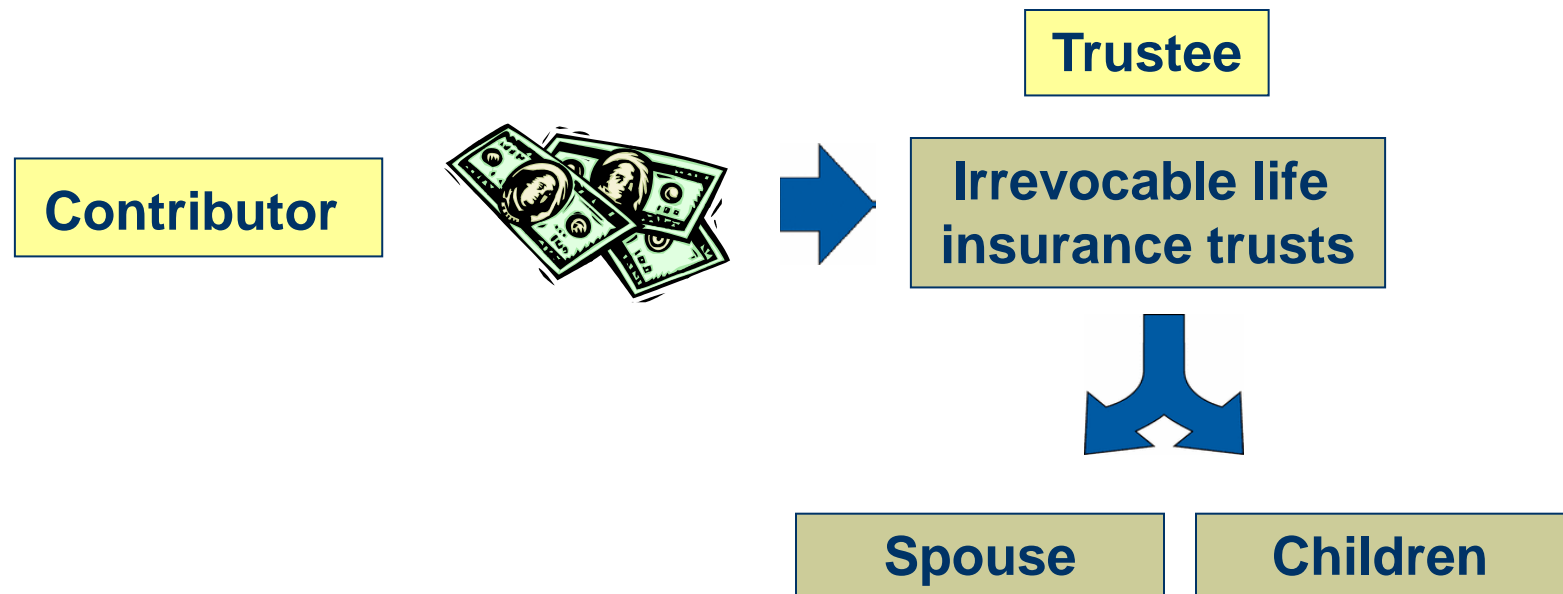 Trustee
Contributor
Irrevocable life
insurance trusts
Spouse
Children